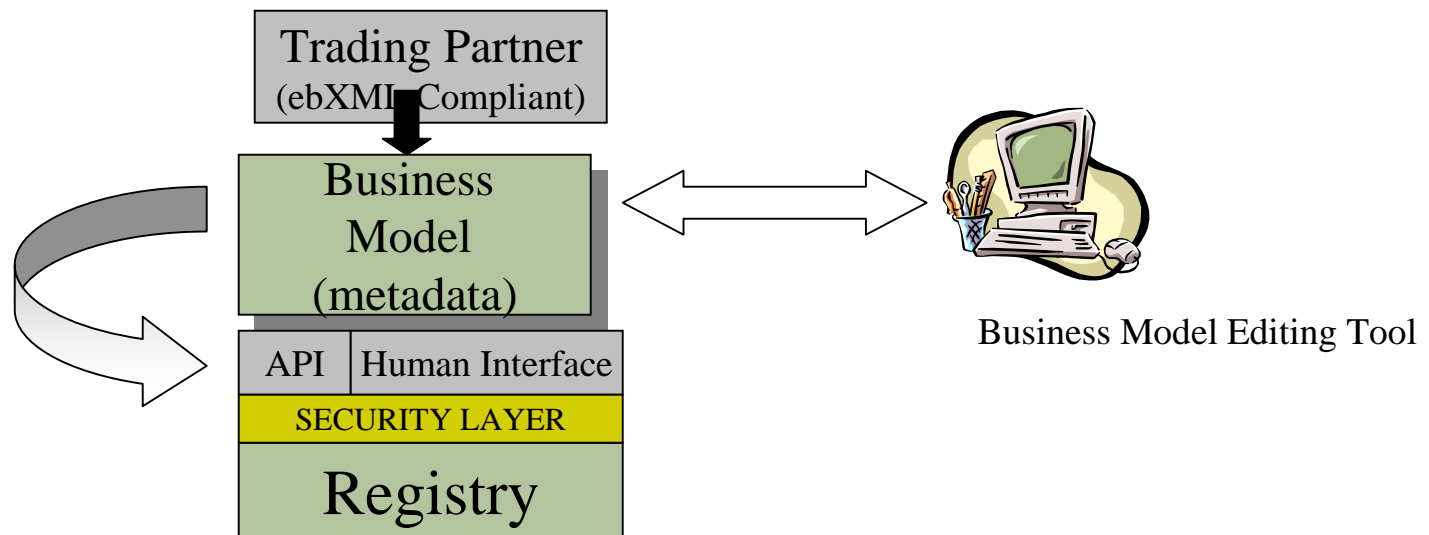 Trading Partner
(ebXML Compliant)
Business
Model
(metadata)
API
Human Interface
SECURITY LAYER
Registry
Business Model Editing Tool